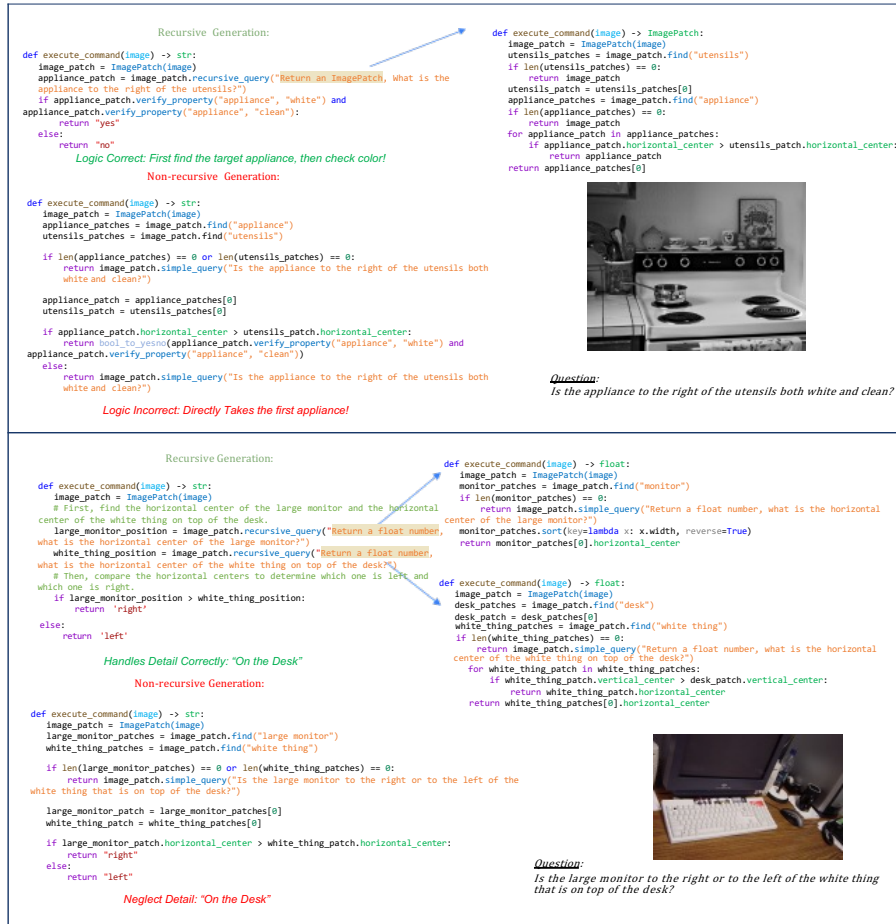 Recursive Generation:
def execute_command(image) -> str:
image_patch = ImagePatch(image)
appliance_patch = image_patch.recursive_query("Return an ImagePatch, What is the
appliance to the right of the utensils?")
if appliance_patch.verify_property("appliance", "white") and
appliance_patch.verify_property("appliance", "clean"):
return "yes"
else:
return "no"
Logic Correct: First find the target appliance, then check color!
Non-recursive Generation:
def execute_command(image) -> str:
image_patch = ImagePatch(image)
appliance_patches = image_patch.find("appliance")
utensils_patches = image_patch.find("utensils")
if len(appliance_patches) == 0 or len(utensils_patches) == 0:
return image_patch.simple_query("Is the appliance to the right of the utensils both
white and clean?")
appliance_patch = appliance_patches[0]
utensils_patch = utensils_patches[0]
if appliance_patch.horizontal_center > utensils_patch.horizontal_center:
return bool_to_yesno(appliance_patch.verify_property("appliance", "white") and
appliance_patch.verify_property("appliance", "clean"))
else:
return image_patch.simple_query("Is the appliance to the right of the utensils both
white and clean?")
Logic Incorrect: Directly Takes the first appliance!
def execute_command(image) -> ImagePatch:
image_patch = ImagePatch(image)
utensils_patches = image_patch.find("utensils")
if len(utensils_patches) == 0:
return image_patch
utensils_patch = utensils_patches[0]
appliance_patches = image_patch.find("appliance")
if len(appliance_patches) == 0:
return image_patch
for appliance_patch in appliance_patches:
if appliance_patch.horizontal_center > utensils_patch.horizontal_center:
return appliance_patch
return appliance_patches[0]
Question:
Is the appliance to the right of the utensils both white and clean?
Recursive Generation:
def execute_command(image) -> str:
image_patch = ImagePatch(image)
# First, find the horizontal center of the large monitor and the horizontal
center of the white thing on top of the desk.
large_monitor_position = image_patch.recursive_query("Return a float number,
what is the horizontal center of the large monitor?")
white_thing_position = image_patch.recursive_query("Return a float number,
what is the horizontal center of the white thing on top of the desk?")
# Then, compare the horizontal centers to determine which one is left and
which one is right.
if large_monitor_position > white_thing_position:
return 'right’
else:
return 'left'
Handles Detail Correctly: “On the Desk”
Non-recursive Generation:
def execute_command(image) -> str:
image_patch = ImagePatch(image)
large_monitor_patches = image_patch.find("large monitor")
white_thing_patches = image_patch.find("white thing")
if len(large_monitor_patches) == 0 or len(white_thing_patches) == 0:
return image_patch.simple_query("Is the large monitor to the right or to the left of the
white thing that is on top of the desk?")
large_monitor_patch = large_monitor_patches[0]
white_thing_patch = white_thing_patches[0]
if large_monitor_patch.horizontal_center > white_thing_patch.horizontal_center:
return "right"
else:
return "left"
Neglect Detail: “On the Desk”
def execute_command(image) -> float:
image_patch = ImagePatch(image)
monitor_patches = image_patch.find("monitor")
if len(monitor_patches) == 0:
return image_patch.simple_query("Return a float number, what is the horizontal
center of the large monitor?")
monitor_patches.sort(key=lambda x: x.width, reverse=True)
return monitor_patches[0].horizontal_center
def execute_command(image) -> float:
image_patch = ImagePatch(image)
desk_patches = image_patch.find("desk")
desk_patch = desk_patches[0]
white_thing_patches = image_patch.find("white thing")
if len(white_thing_patches) == 0:
return image_patch.simple_query("Return a float number, what is the horizontal
center of the white thing on top of the desk?")
for white_thing_patch in white_thing_patches:
if white_thing_patch.vertical_center > desk_patch.vertical_center:
return white_thing_patch.horizontal_center
return white_thing_patches[0].horizontal_center
Question:
Is the large monitor to the right or to the left of the white thing
that is on top of the desk?